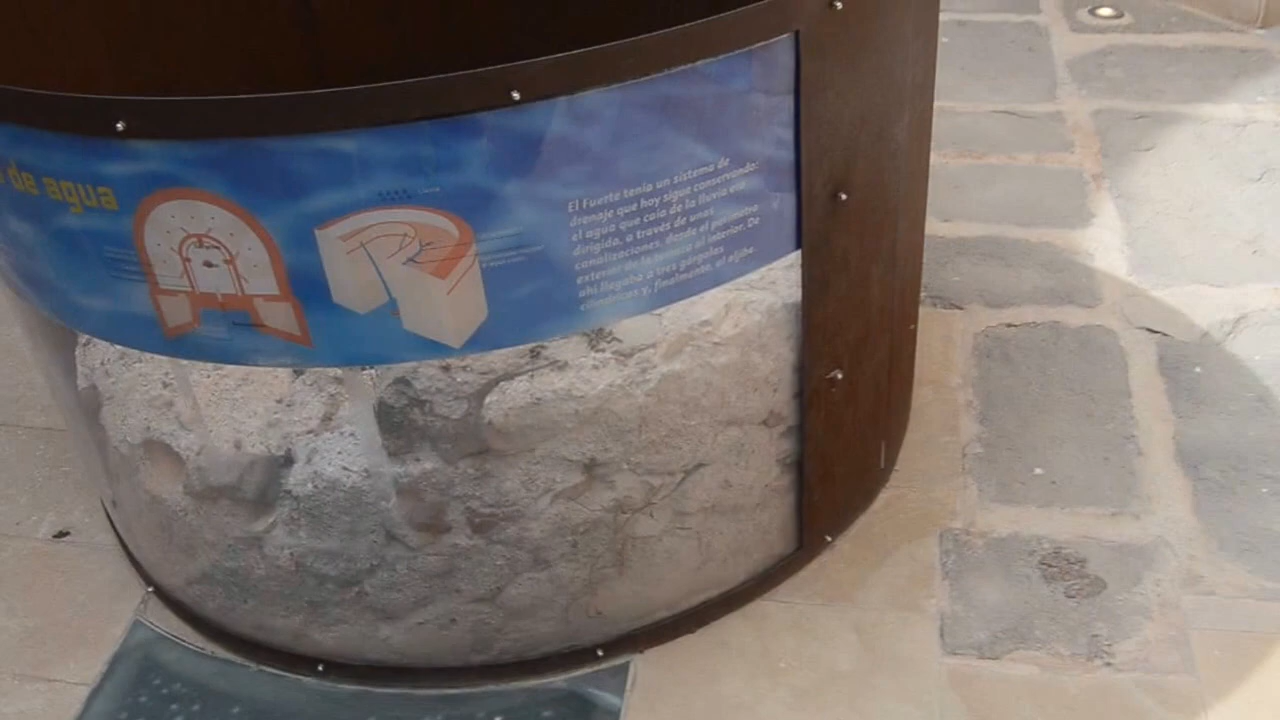 de agua
Lluvia
El Fuerte tenía un sistema de
drenaje que hoy sigue conservando:
el agua que caía de la lluvia era
dirigida, a través de unas
canalizaciones, desde el perímetro
exterior de la terraza al interior. De
ahí llegaba a tres gárgolas
cilíndricas y, finalmente, el aljibe.